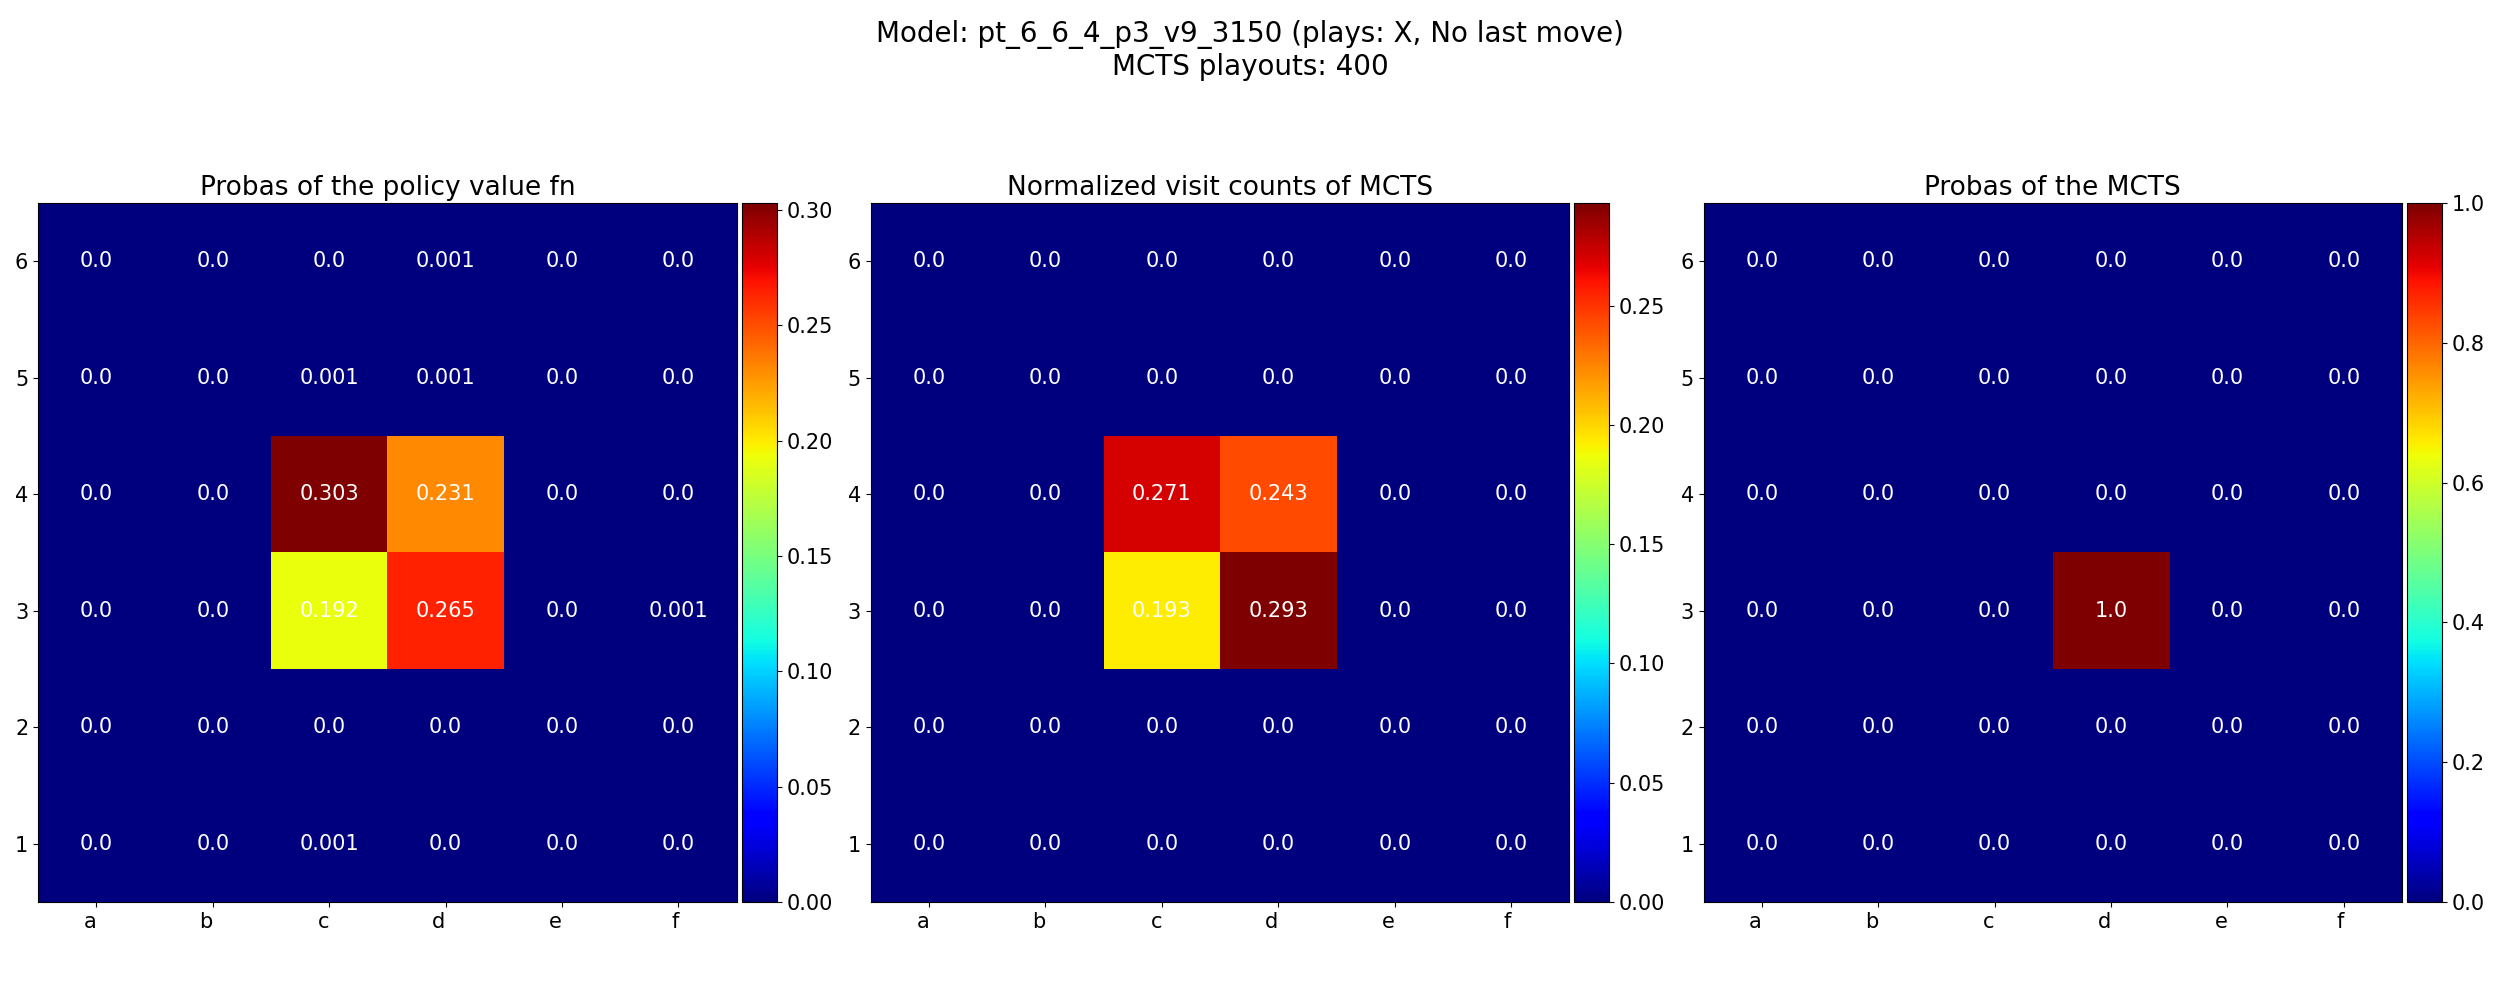 Model: pt_6_6_4_p3_v9_3150 (plays: X, No last move)
MCTS playouts: 400
Probas of the policy value fn
6 0.0 0.0 0.0 0.001 0.0 0.0
5 0.0 0.0 0.001 0.001 0.0 0.0
4 0.0 0.0 0.303 0.231 0.0 0.0
3 0.0 0.0 0.192 0.265 0.0 0.001
2 0.0 0.0 0.0 0.0 0.0 0.0
1 0.0 0.0 0.001 0.0 0.0 0.0
a b c d e f
0.30
0.25
0.20
0.15
0.10
0.05
0.00
Normalized visit counts of MCTS
6 0.0 0.0 0.0 0.0 0.0 0.0
5 0.0 0.0 0.0 0.0 0.0 0.0
4 0.0 0.0 0.271 0.243 0.0 0.0
3 0.0 0.0 0.193 0.293 0.0 0.0
2 0.0 0.0 0.0 0.0 0.0 0.0
1 0.0 0.0 0.0 0.0 0.0 0.0
a b c d e f
0.25
0.20
0.15
0.10
0.05
0.00
Probas of the MCTS
6 0.0 0.0 0.0 0.0 0.0 0.0
5 0.0 0.0 0.0 0.0 0.0 0.0
4 0.0 0.0 0.0 0.0 0.0 0.0
3 0.0 0.0 0.0 1.0 0.0 0.0
2 0.0 0.0 0.0 0.0 0.0 0.0
1 0.0 0.0 0.0 0.0 0.0 0.0
a b c d e f
1.0
0.8
0.6
0.4
0.2
0.0